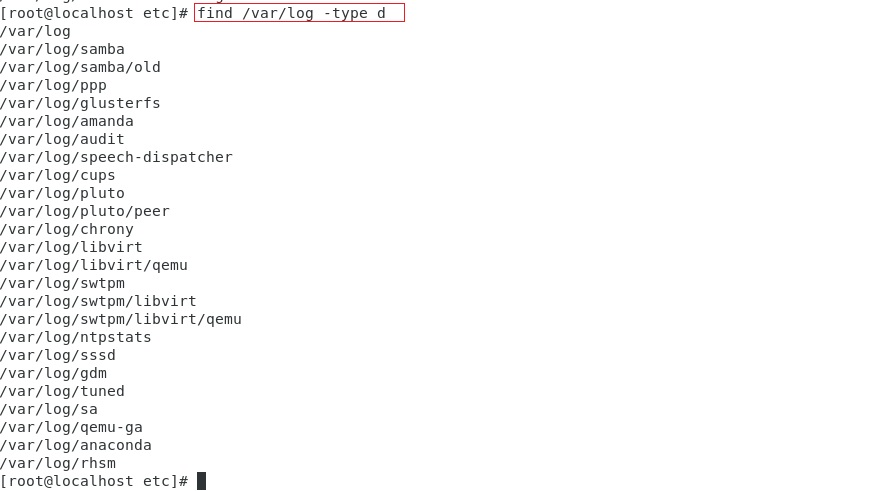 [root@localhost etc]# find /var/log -type d
/var/log
/var/log/samba
/var/log/samba/old
/var/log/ppp
/var/log/glusterfs
/var/log/amanda
/var/log/audit
/var/log/speech-dispatcher
/var/log/cups
/var/log/pluto
/var/log/pluto/peer
/var/log/chrony
/var/log/libvirt
/var/log/libvirt/qemu
/var/log/swtpm
/var/log/swtpm/libvirt
/var/log/swtpm/libvirt/qemu
/var/log/ntpstats
/var/log/sssd
/var/log/gdm
/var/log/tuned
/var/log/sa
/var/log/qemu-ga
/var/log/anaconda
/var/log/rhsm
[root@localhost etc]#